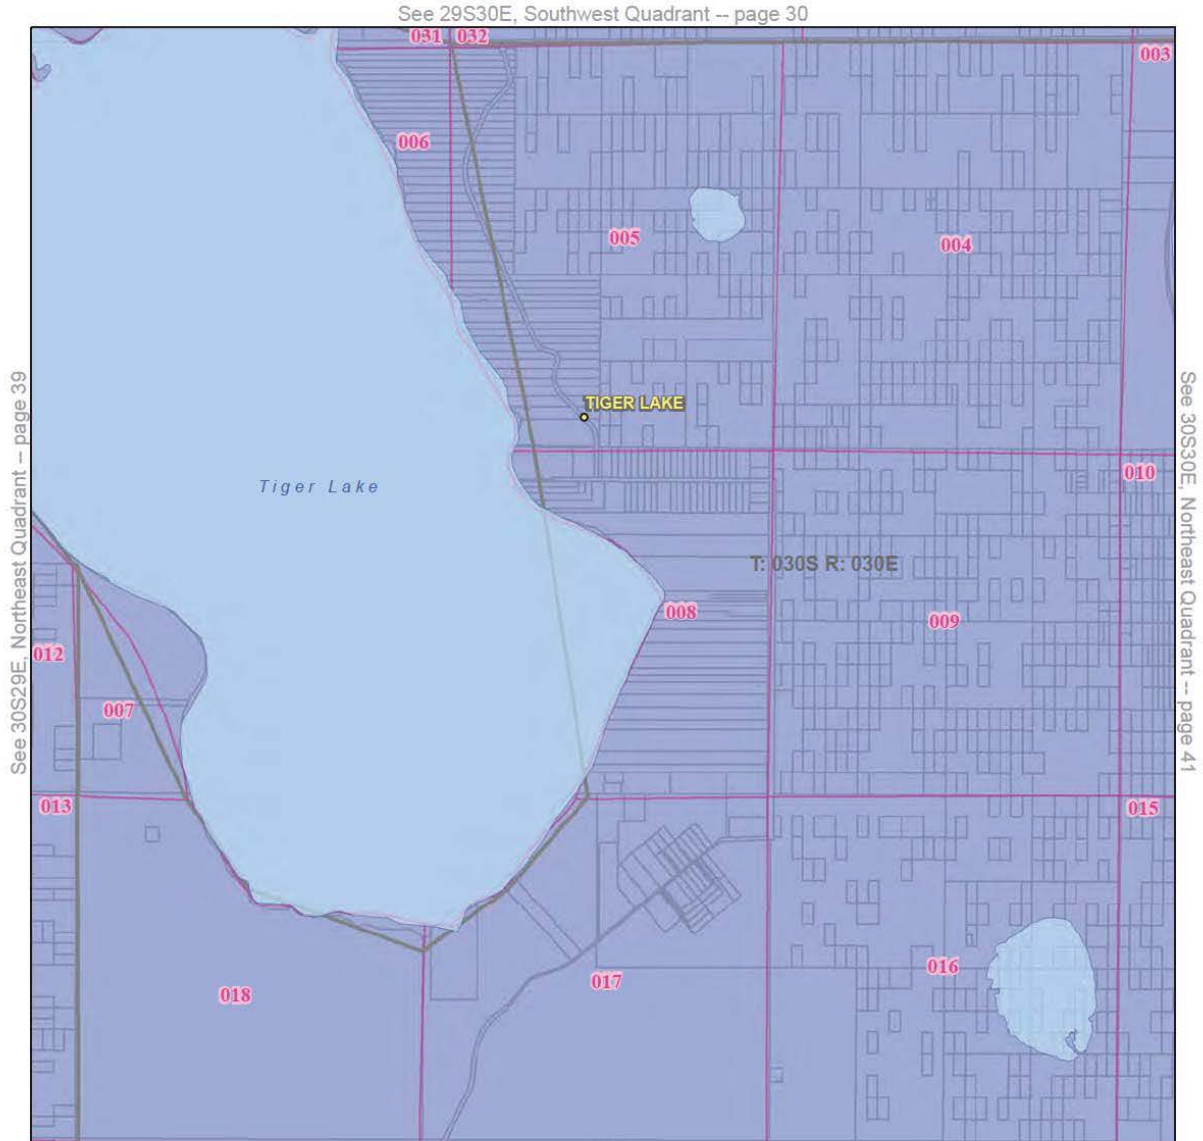 See 29S30E, Southwest Quadrant -- page 30
031 032
003
006
005
004
See 30S29E, Northeast Quadrant -- page 39
See 30S30E, Northeast Quadrant -- page 41
TIGER LAKE
010
Tiger Lake
T: 030S R: 030E
008
009
012
007
013
015
016
017
018